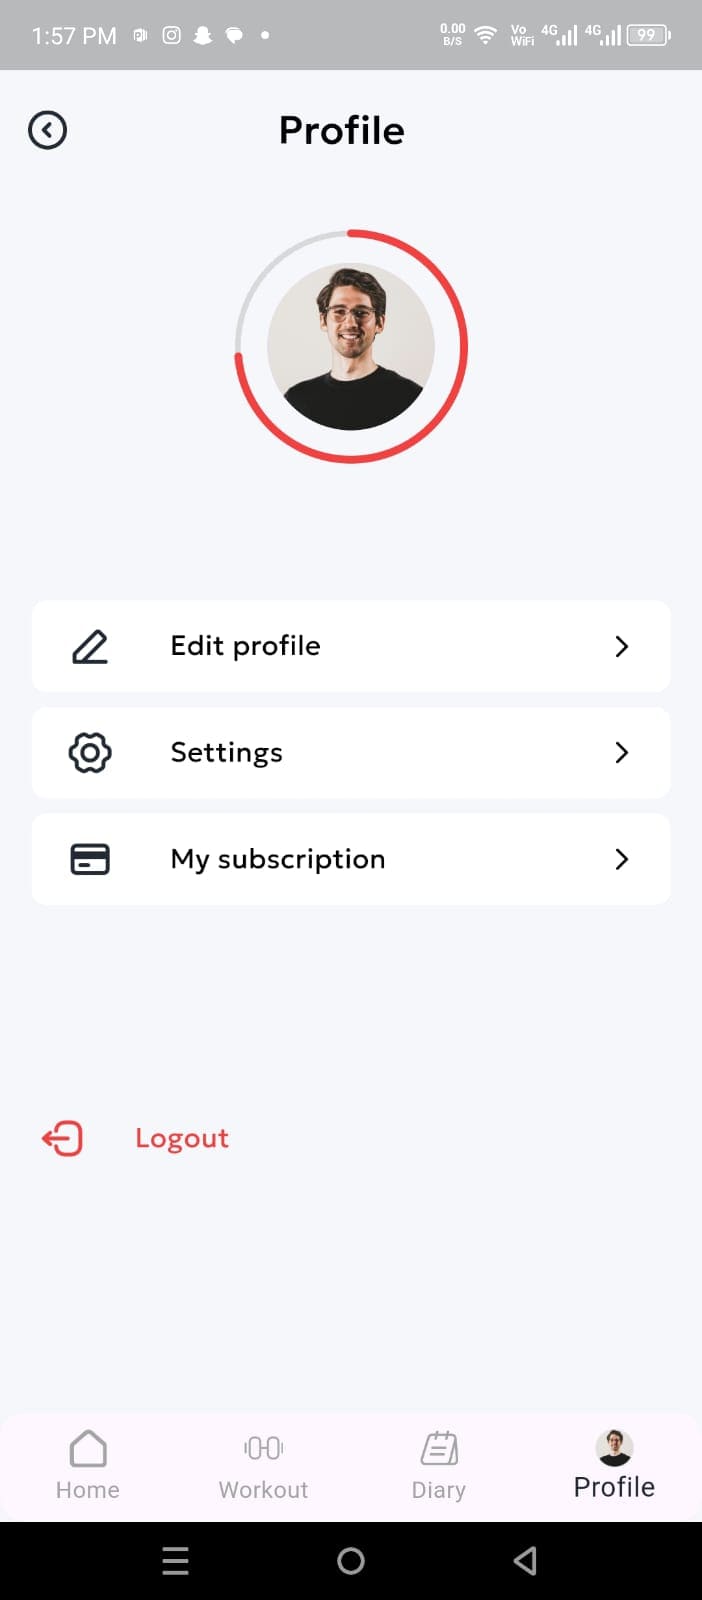 1:57 PM 0.00 B/S Vo WiFi 4G 4G 99
Profile
Edit profile
Settings
My subscription
Logout
Home Workout Diary Profile